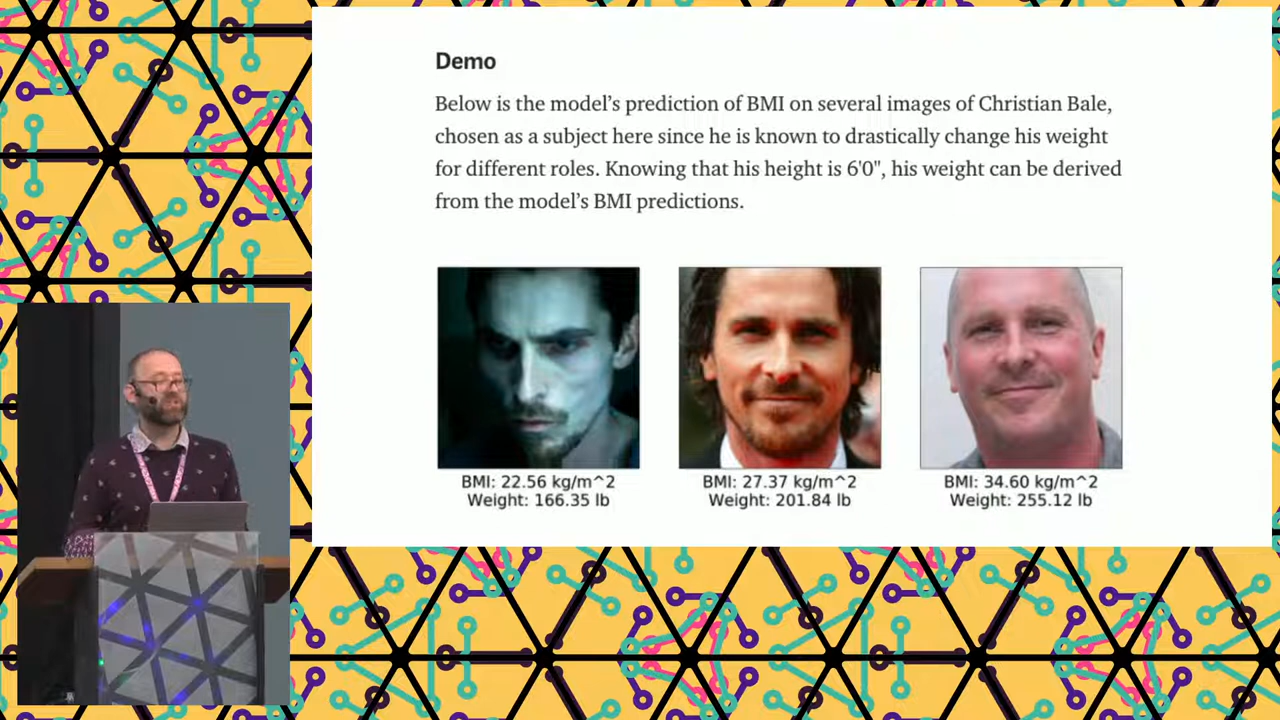 Demo
Below is the model's prediction of BMI on several images of Christian Bale,
chosen as a subject here since he is known to drastically change his weight
for different roles. Knowing that his height is 6'0", his weight can be derived
from the model's BMI predictions.
BMI: 22.56 kg/m^2
Weight: 166.35 lb
BMI: 27.37 kg/m^2
Weight: 201.84 lb
BMI: 34.60 kg/m^2
Weight: 255.12 lb